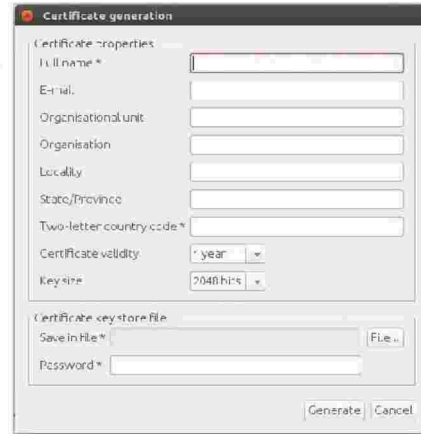 Certificate generation
Certificate properties
Full name *
E-mail
Organisational unit
Organisation
Locality
State/Province
Two-letter country code *
Certificate validity 1 year
Key size 2048 bits
Certificate key store file
Save in file * File...
Password *
Generate Cancel